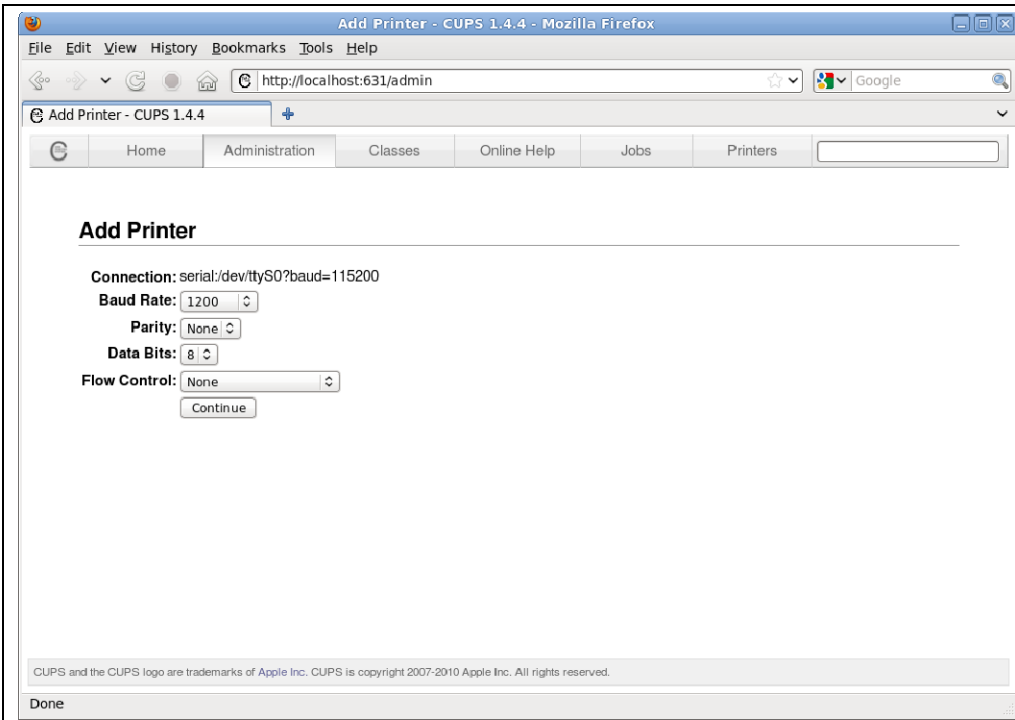 Add Printer - CUPS 1.4.4 - Mozilla Firefox
File Edit View History Bookmarks Tools Help
http://localhost:631/admin Google
Add Printer - CUPS 1.4.4
Home Administration Classes Online Help Jobs Printers
Add Printer
Connection: serial:/dev/ttyS0?baud=115200
Baud Rate: 1200
Parity: None
Data Bits: 8
Flow Control: None
Continue
CUPS and the CUPS logo are trademarks of Apple Inc. CUPS is copyright 2007-2010 Apple Inc. All rights reserved.
Done